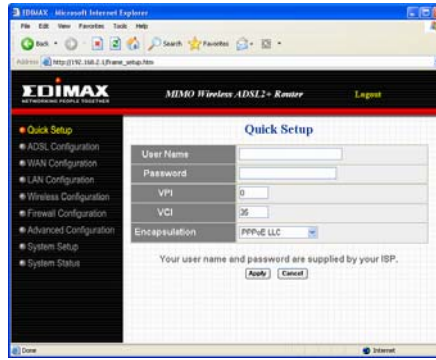 EDIMAX - Microsoft Internet Explorer
File Edit View Favorites Tools Help
Back Search Favorites
Address http://192.168.2.1/frame_setup.htm
EDIMAX
NETWORKING PEOPLE TOGETHER
MIMO Wireless ADSL2+ Router
Logout
Quick Setup
ADSL Configuration
WAN Configuration
LAN Configuration
Wireless Configuration
Firewall Configuration
Advanced Configuration
System Setup
System Status
Quick Setup
User Name
Password
VPI 0
VCI 35
Encapsulation PPPoE LLC
Your user name and password are supplied by your ISP.
Apply Cancel
Done Internet